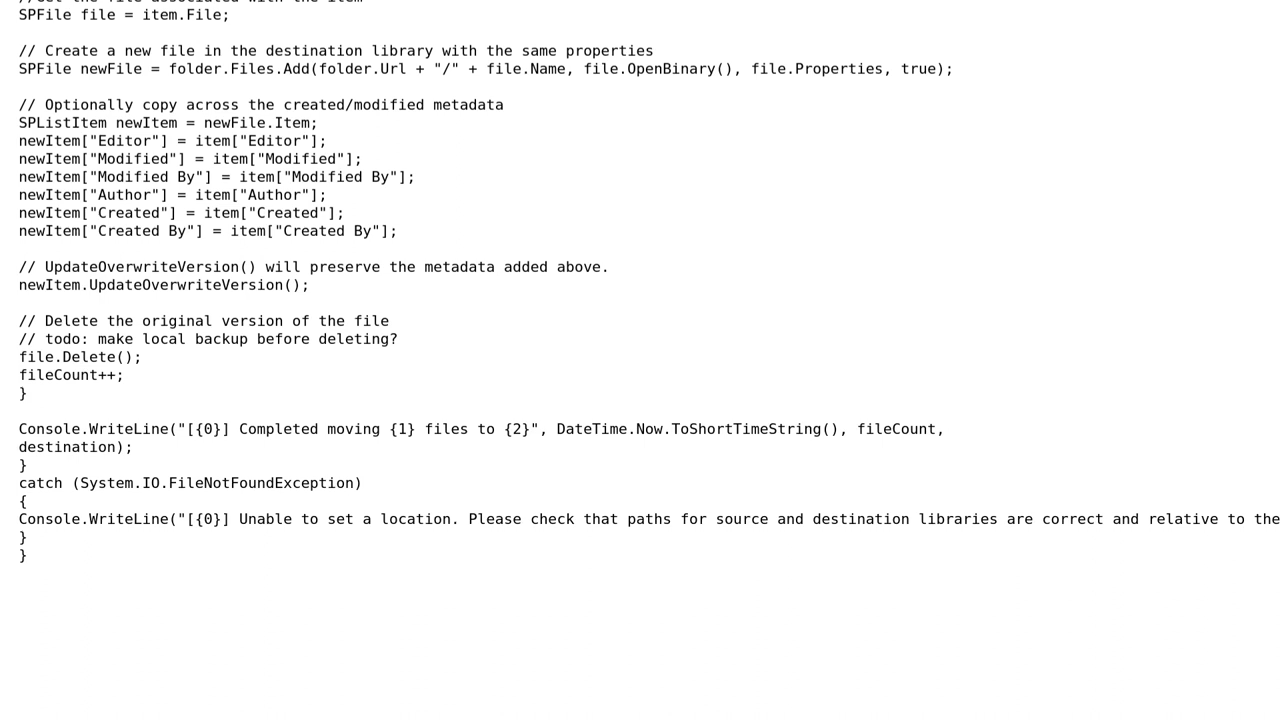 //Get the file associated with the item
SPFile file = item.File;
// Create a new file in the destination library with the same properties
SPFile newFile = folder.Files.Add(folder.Url + "/" + file.Name, file.OpenBinary(), file.Properties, true);
// Optionally copy across the created/modified metadata
SPListItem newItem = newFile.Item;
newItem["Editor"] = item["Editor"];
newItem["Modified"] = item["Modified"];
newItem["Modified By"] = item["Modified By"];
newItem["Author"] = item["Author"];
newItem["Created"] = item["Created"];
newItem["Created By"] = item["Created By"];
// UpdateOverwriteVersion() will preserve the metadata added above.
newItem.UpdateOverwriteVersion();
// Delete the original version of the file
// todo: make local backup before deleting?
file.Delete();
fileCount++;
}
Console.WriteLine("[{0}] Completed moving {1} files to {2}", DateTime.Now.ToShortTimeString(), fileCount,
destination);
}
catch (System.IO.FileNotFoundException)
{
Console.WriteLine("[{0}] Unable to set a location. Please check that paths for source and destination libraries are correct and relative to the
}
}